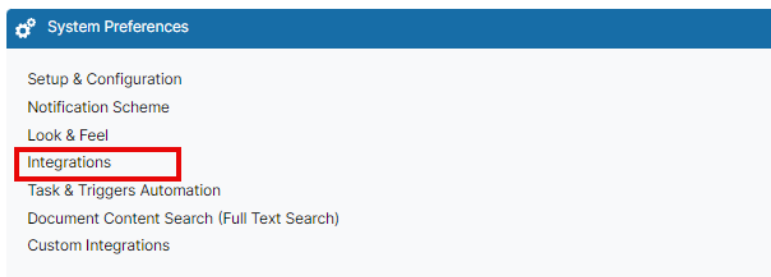 System Preferences
Setup & Configuration
Notification Scheme
Look & Feel
Integrations
Task & Triggers Automation
Document Content Search (Full Text Search)
Custom Integrations